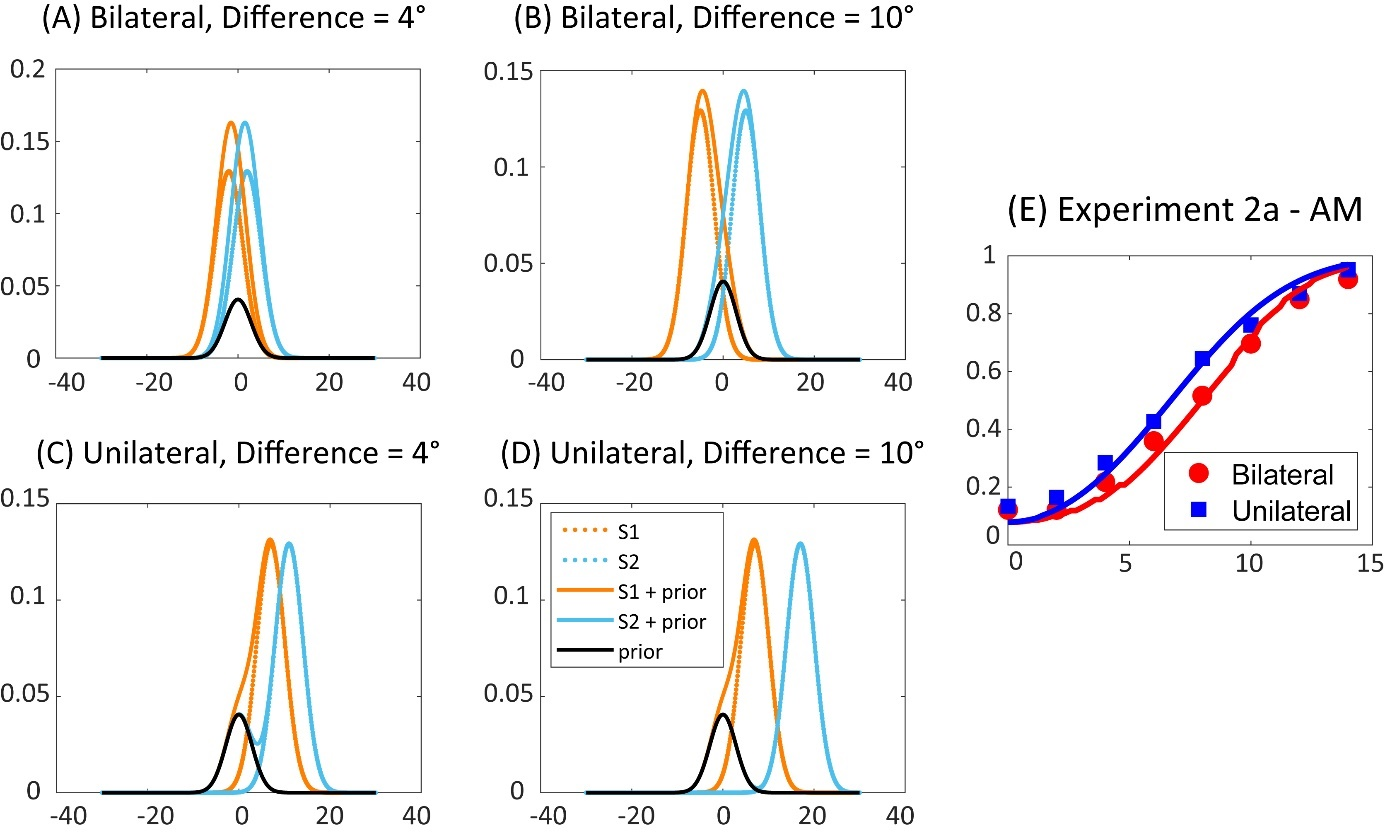 (A) Bilateral, Difference = 4°
(B) Bilateral, Difference = 10°
0.2
0.15
0.1
0.05
0
-40 -20 0 20 40
0.15
0.1
0.05
0
-40 -20 0 20 40
(C) Unilateral, Difference = 4°
(D) Unilateral, Difference = 10°
0.15
0.1
0.05
0
-40 -20 0 20 40
0.15
0.1
0.05
0
S1
S2
S1 + prior
S2 + prior
prior
-40 -20 0 20 40
(E) Experiment 2a - AM
1
0.8
0.6
0.4
0.2
0
Bilateral
Unilateral
0 5 10 15